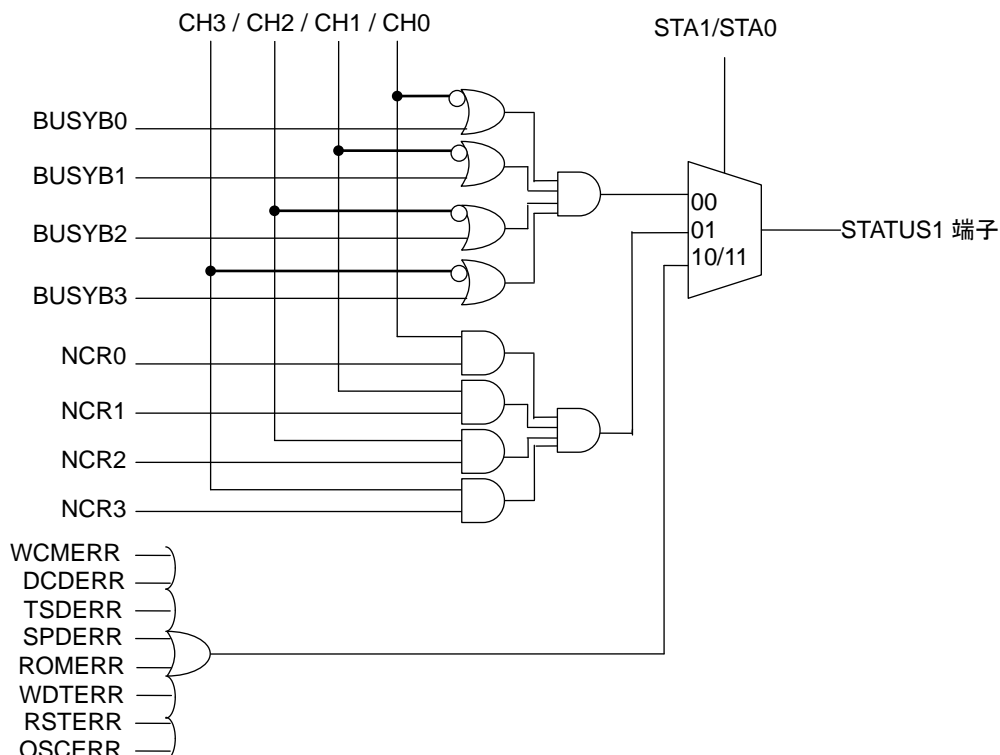 CH3 / CH2 / CH1 / CH0
STA1/STA0
BUSYB0
BUSYB1
BUSYB2
BUSYB3
00
01
10/11
STATUS1 端子
NCR0
NCR1
NCR2
NCR3
WCMERR
DCDERR
TSDERR
SPDERR
ROMERR
WDTERR
RSTERR
OSCERR